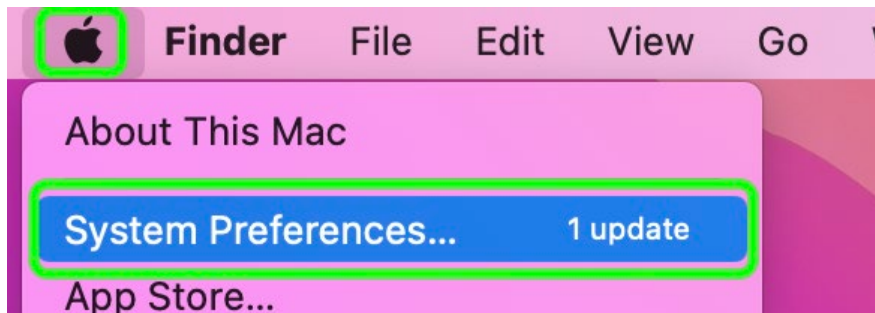 Finder File Edit View Go
About This Mac
System Preferences... 1 update
App Store...